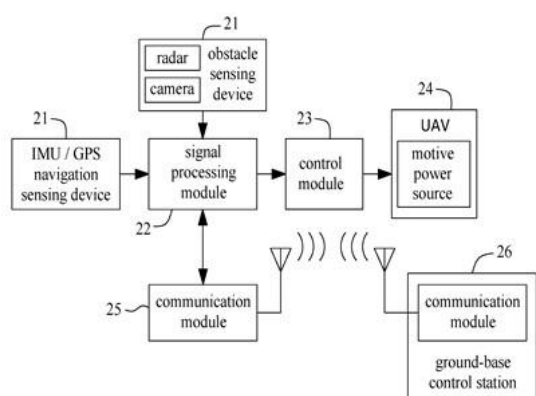 21
radar
camera
obstacle
sensing
device
21
IMU / GPS
navigation
sensing device
signal
processing
module
22
23
control
module
24
UAV
motive
power
source
25
communication
module
26
communication
module
ground-base
control station